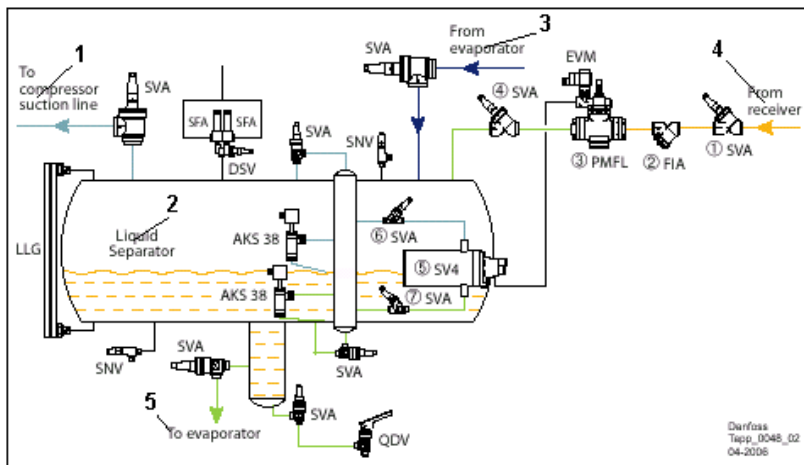 1
To
compressor
suction line
SVA
SFA
SFA
DSV
SVA
SNV
SVA
From
evaporator
3
④ SVA
EVM
③ PMFL
② FIA
① SVA
4
From
receiver
LLG
2
Liquid
Separator
AKS 38
AKS 38
⑥ SVA
⑤ SV4
⑦ SVA
SNV
SVA
SVA
SVA
QDV
5
To evaporator
Danfoss
Tapp_0048_02
04-2006